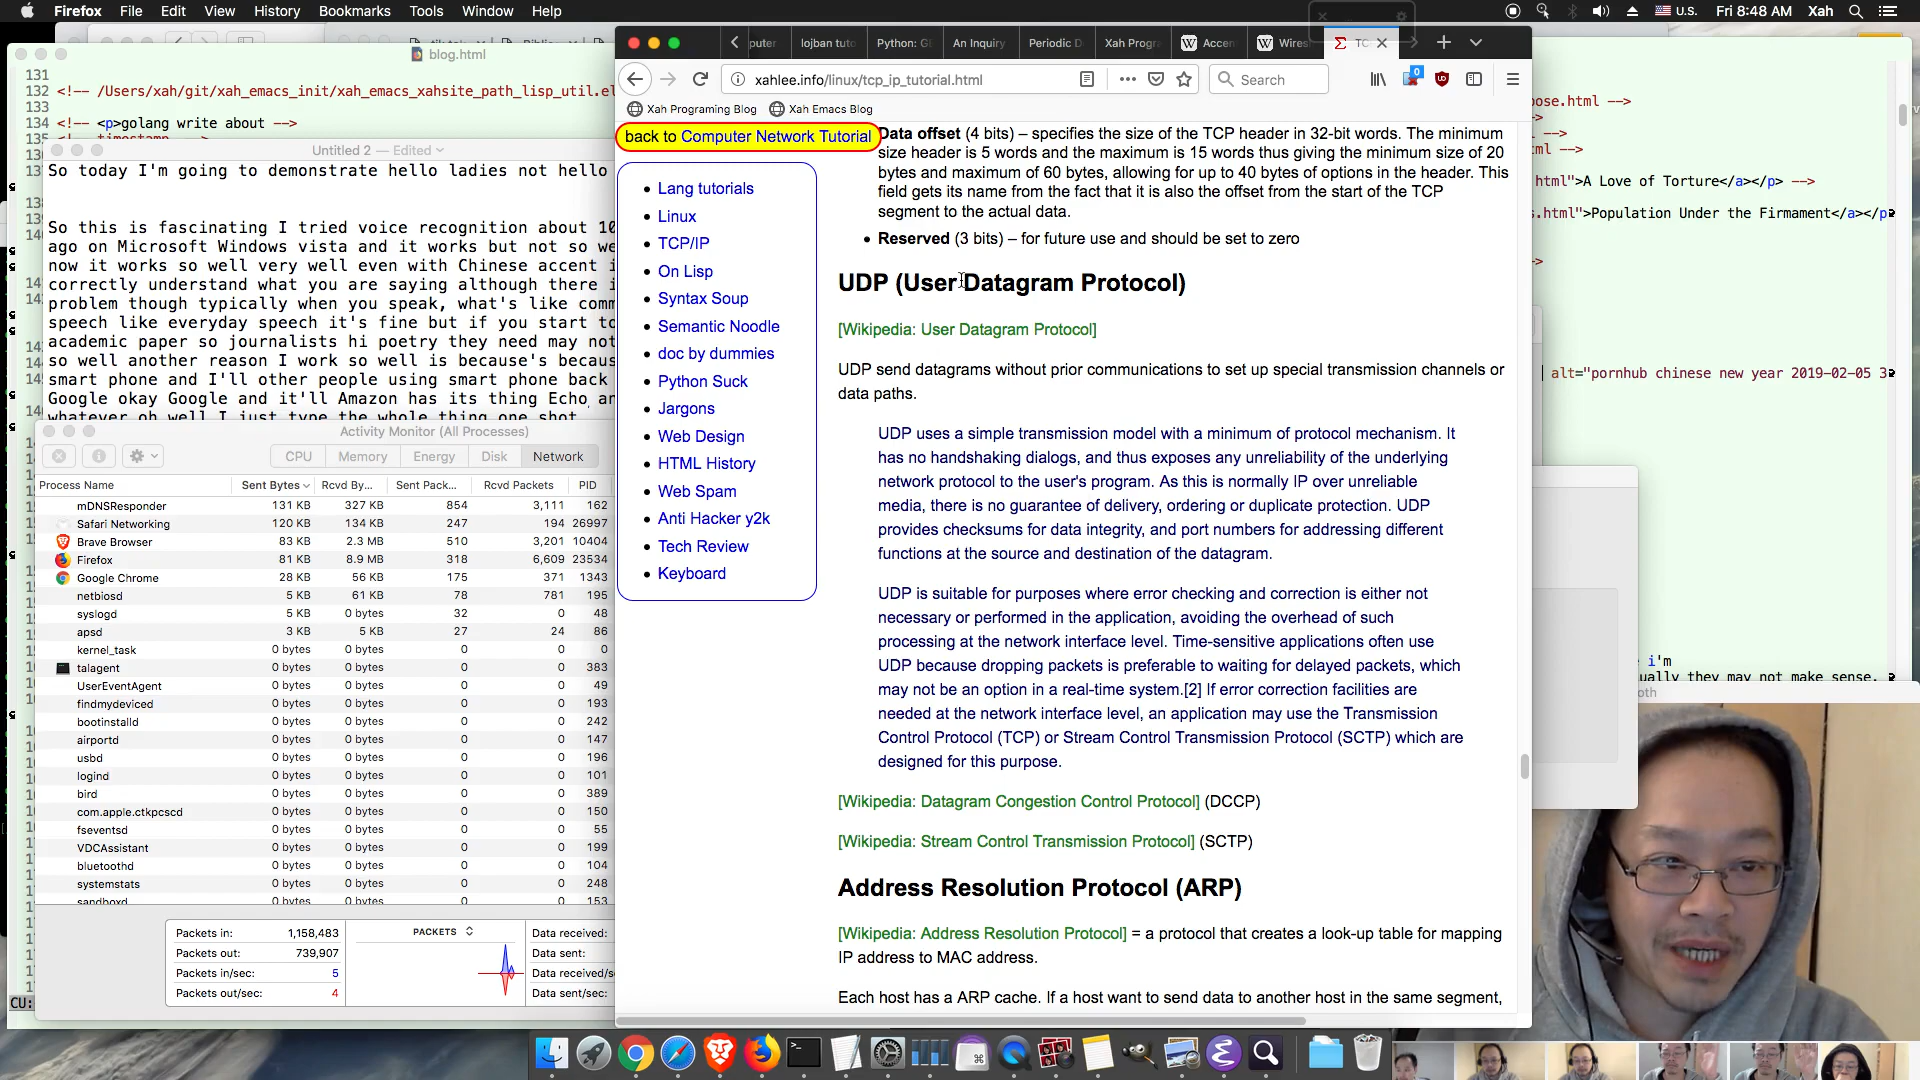 Firefox File Edit View History Bookmarks Tools Window Help
U.S. Fri 8:48 AM Xah
blog.html
131
132 <!-- /Users/xah/git/xah_emacs_init/xah_emacs_xahsite_path_lisp_util.el
133
134 <!-- <p>golang write about -->
135 <!-- timestamp
Untitled 2 — Edited
So today I'm going to demonstrate hello ladies not hello
So this is fascinating I tried voice recognition about 10
ago on Microsoft Windows vista and it works but not so we
now it works so well very well even with Chinese accent i
correctly understand what you are saying although there i
problem though typically when you speak, what's like comm
speech like everyday speech it's fine but if you start to
academic paper so journalists hi poetry they need may not
so well another reason I work so well is because's becaus
smart phone and I'll other people using smart phone back
Google okay Google and it'll Amazon has its thing Echo an
whatever oh well I just type the whole thing one shot
Activity Monitor (All Processes)
CPU Memory Energy Disk Network
Process Name Sent Bytes Rcvd By... Sent Pack... Rcvd Packets PID
mDNSResponder 131 KB 327 KB 854 3,111 162
Safari Networking 120 KB 134 KB 247 194 26997
Brave Browser 83 KB 2.3 MB 510 3,201 10404
Firefox 81 KB 8.9 MB 318 6,609 23534
Google Chrome 28 KB 56 KB 175 371 1343
netbiosd 5 KB 61 KB 78 781 195
syslogd 5 KB 0 bytes 32 0 48
apsd 3 KB 5 KB 27 24 86
kernel_task 0 bytes 0 bytes 0 0 0
talagent 0 bytes 0 bytes 0 0 383
UserEventAgent 0 bytes 0 bytes 0 0 49
findmydeviced 0 bytes 0 bytes 0 0 193
bootinstalld 0 bytes 0 bytes 0 0 242
airportd 0 bytes 0 bytes 0 0 147
usbd 0 bytes 0 bytes 0 0 196
logind 0 bytes 0 bytes 0 0 101
bird 0 bytes 0 bytes 0 0 389
com.apple.ctkpcscd 0 bytes 0 bytes 0 0 150
fseventsd 0 bytes 0 bytes 0 0 55
VDCAssistant 0 bytes 0 bytes 0 0 199
bluetoothd 0 bytes 0 bytes 0 0 104
systemstats 0 bytes 0 bytes 0 0 248
sandboxd 0 bytes 0 bytes 0 0 153
Packets in: 1,158,483 PACKETS Data received:
Packets out: 739,907 Data sent:
Packets in/sec: 5 Data received/s
Packets out/sec: 4 Data sent/sec:
puter lojban tuto Python: GE An Inquiry Periodic D Xah Progra Accen Wires TC
xahlee.info/linux/tcp_ip_tutorial.html Search
Xah Programing Blog Xah Emacs Blog
back to Computer Network Tutorial
Lang tutorials
Linux
TCP/IP
On Lisp
Syntax Soup
Semantic Noodle
doc by dummies
Python Suck
Jargons
Web Design
HTML History
Web Spam
Anti Hacker y2k
Tech Review
Keyboard
Data offset (4 bits) – specifies the size of the TCP header in 32-bit words. The minimum
size header is 5 words and the maximum is 15 words thus giving the minimum size of 20
bytes and maximum of 60 bytes, allowing for up to 40 bytes of options in the header. This
field gets its name from the fact that it is also the offset from the start of the TCP
segment to the actual data.
Reserved (3 bits) – for future use and should be set to zero
UDP (User Datagram Protocol)
[Wikipedia: User Datagram Protocol]
UDP send datagrams without prior communications to set up special transmission channels or
data paths.
UDP uses a simple transmission model with a minimum of protocol mechanism. It
has no handshaking dialogs, and thus exposes any unreliability of the underlying
network protocol to the user's program. As this is normally IP over unreliable
media, there is no guarantee of delivery, ordering or duplicate protection. UDP
provides checksums for data integrity, and port numbers for addressing different
functions at the source and destination of the datagram.
UDP is suitable for purposes where error checking and correction is either not
necessary or performed in the application, avoiding the overhead of such
processing at the network interface level. Time-sensitive applications often use
UDP because dropping packets is preferable to waiting for delayed packets, which
may not be an option in a real-time system.[2] If error correction facilities are
needed at the network interface level, an application may use the Transmission
Control Protocol (TCP) or Stream Control Transmission Protocol (SCTP) which are
designed for this purpose.
[Wikipedia: Datagram Congestion Control Protocol] (DCCP)
[Wikipedia: Stream Control Transmission Protocol] (SCTP)
Address Resolution Protocol (ARP)
[Wikipedia: Address Resolution Protocol] = a protocol that creates a look-up table for mapping
IP address to MAC address.
Each host has a ARP cache. If a host want to send data to another host in the same segment,
ose.html -->
ml -->
html">A Love of Torture</a></p> -->
s.html">Population Under the Firmament</a></p
alt="pornhub chinese new year 2019-02-05 3
i'm
ually they may not make sense.
oth